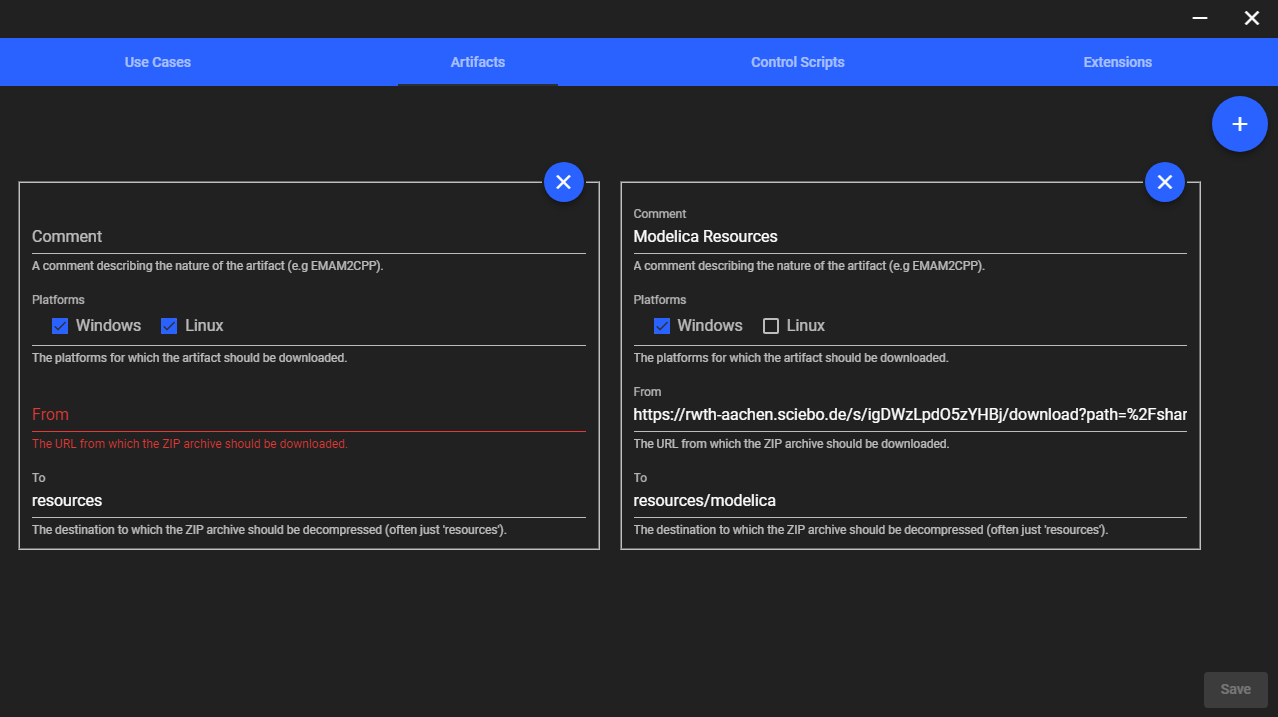 Use Cases
Artifacts
Control Scripts
Extensions
Comment
A comment describing the nature of the artifact (e.g EMAM2CPP).
Platforms
Windows Linux
The platforms for which the artifact should be downloaded.
From
The URL from which the ZIP archive should be downloaded.
To
resources
The destination to which the ZIP archive should be decompressed (often just 'resources').
Comment
Modelica Resources
A comment describing the nature of the artifact (e.g EMAM2CPP).
Platforms
Windows Linux
The platforms for which the artifact should be downloaded.
From
https://rwth-aachen.sciebo.de/s/igDWzLpdO5zYHBj/download?path=%2Fshar
The URL from which the ZIP archive should be downloaded.
To
resources/modelica
The destination to which the ZIP archive should be decompressed (often just 'resources').
Save